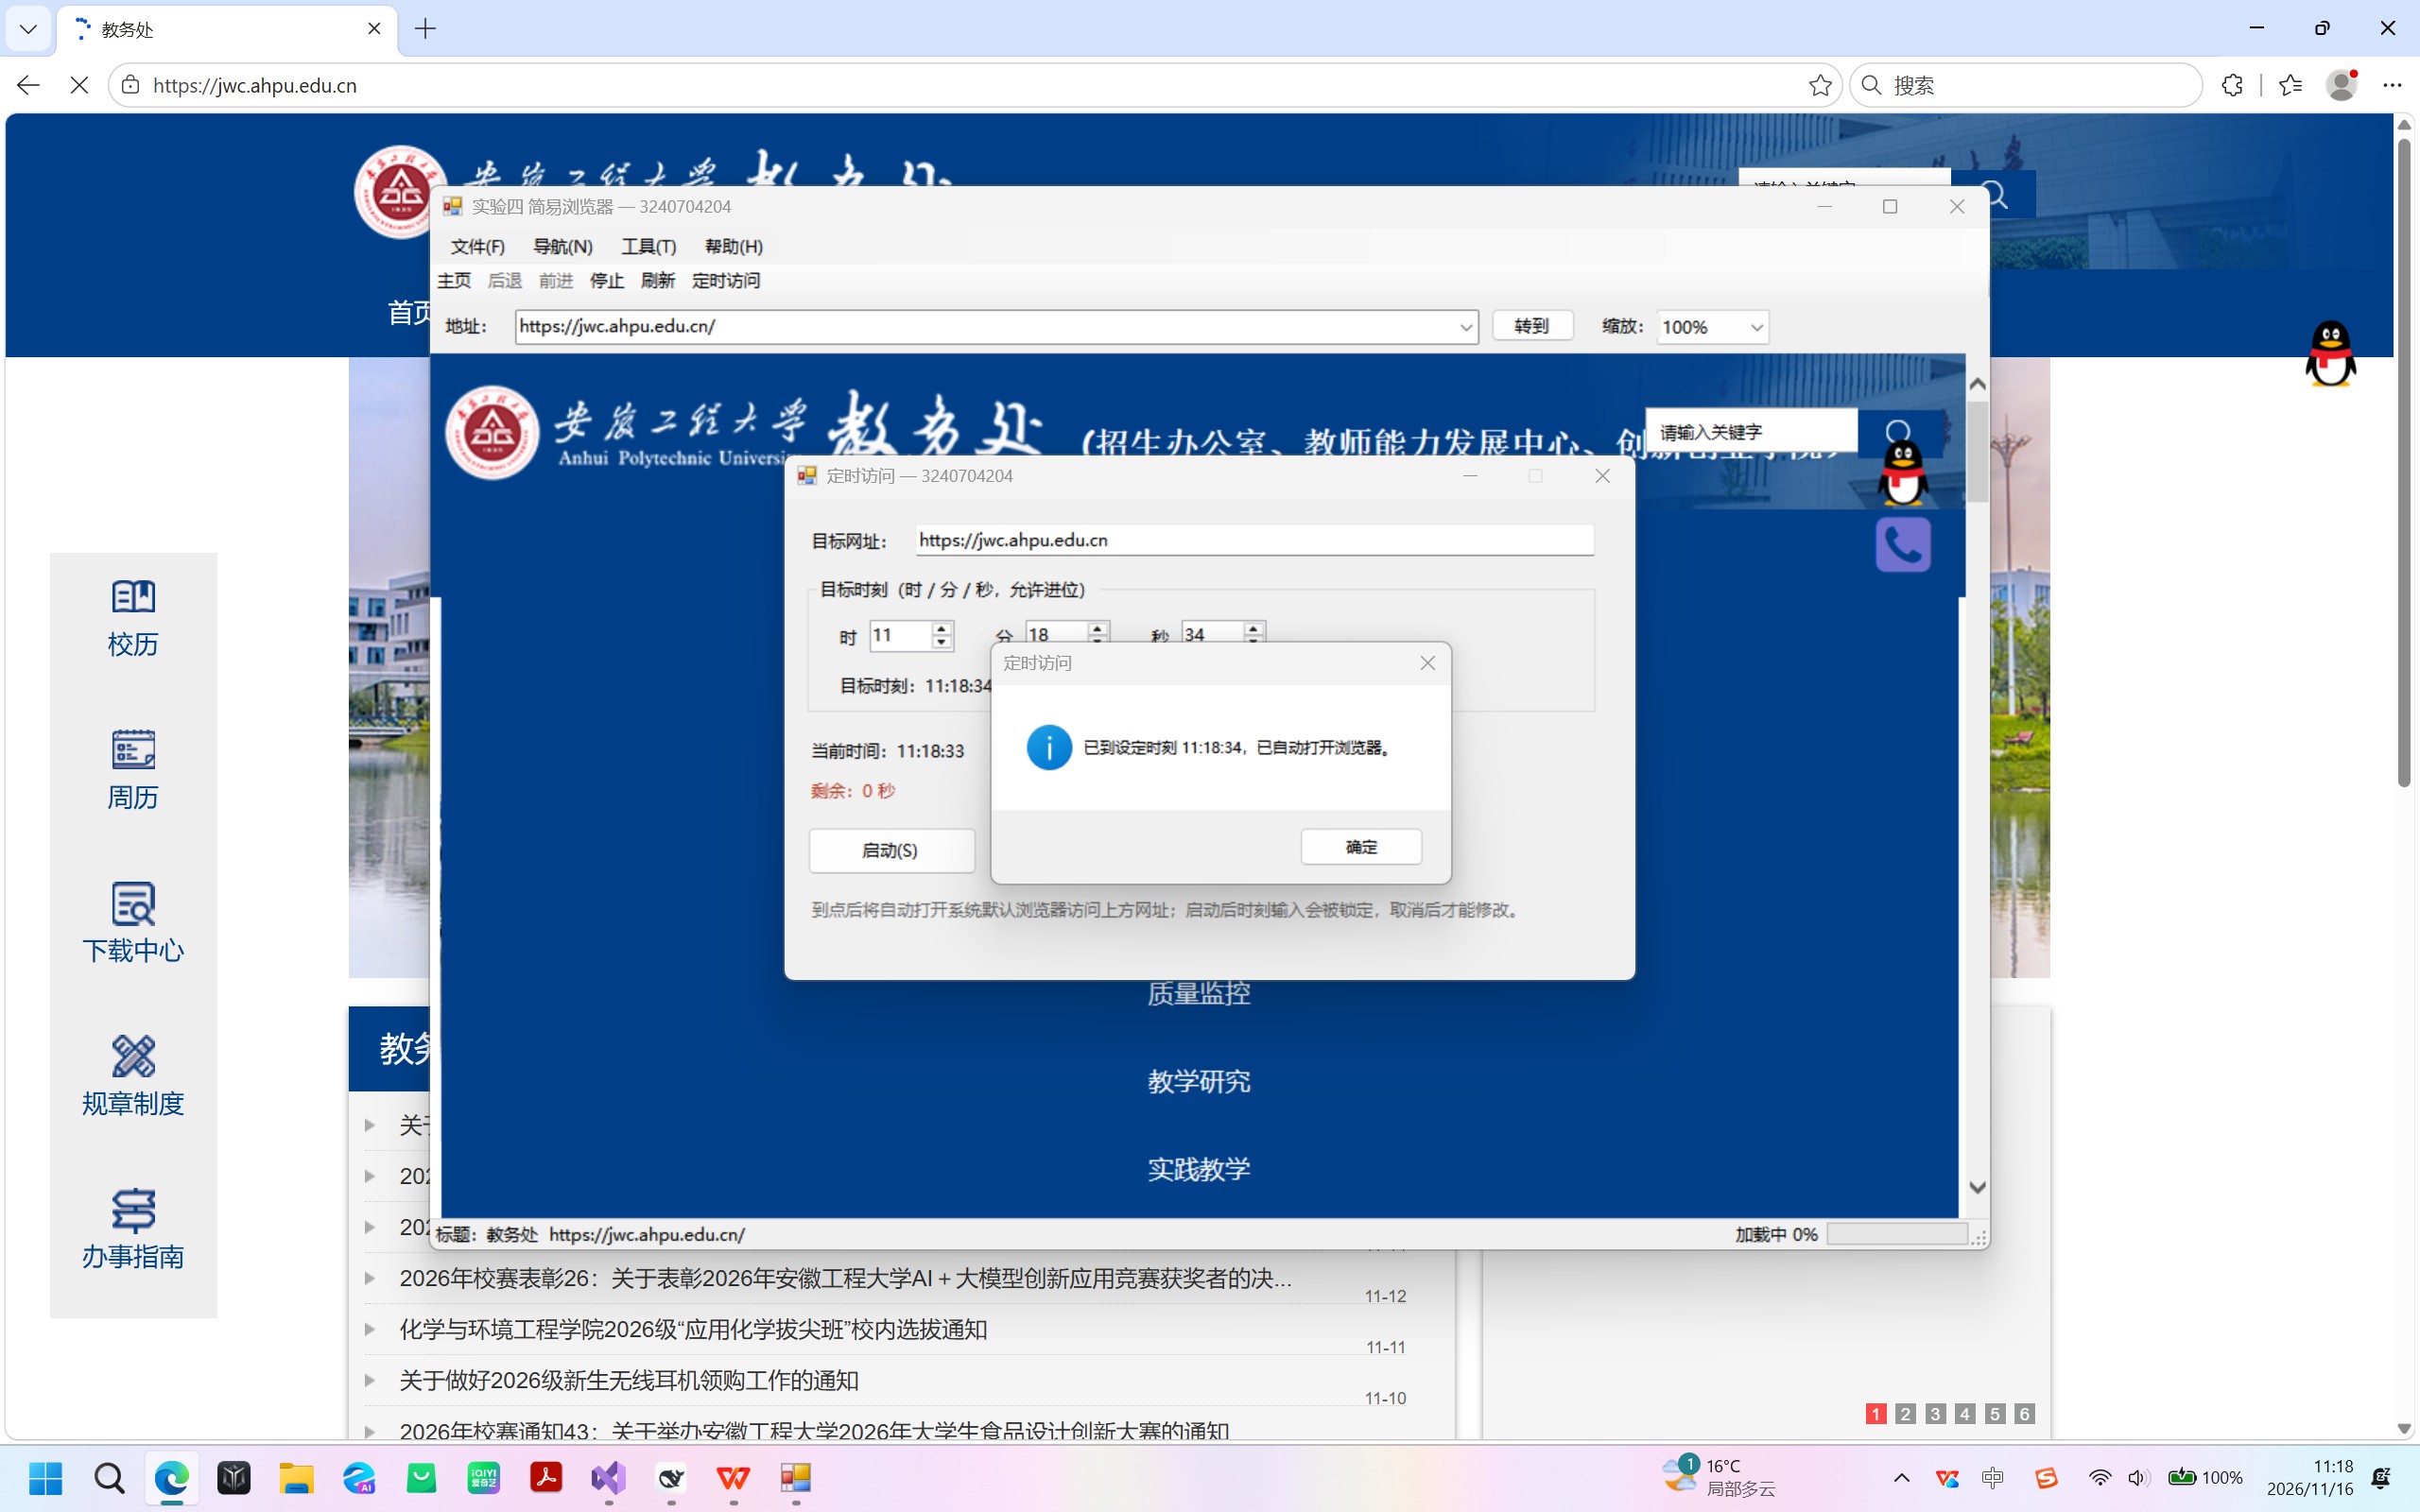 教务处
https://jwc.ahpu.edu.cn
搜索
实验四 简易浏览器 — 3240704204
文件(F) 导航(N) 工具(T) 帮助(H)
主页 后退 前进 停止 刷新 定时访问
首页
地址： https://jwc.ahpu.edu.cn/ 转到 缩放： 100%
安徽工程大学 教务处 (招生办公室、教师能力发展中心、创新创业学院)
Anhui Polytechnic University
请输入关键字
定时访问 — 3240704204
目标网址： https://jwc.ahpu.edu.cn
目标时刻（时 / 分 / 秒，允许进位）
时 11 分 18 秒 34
目标时刻：11:18:34
定时访问
已到设定时刻 11:18:34，已自动打开浏览器。
确定
当前时间：11:18:33
剩余：0 秒
启动(S)
到点后将自动打开系统默认浏览器访问上方网址；启动后时刻输入会被锁定，取消后才能修改。
质量监控
教学研究
实践教学
标题：教务处 https://jwc.ahpu.edu.cn/
加载中 0%
校历
周历
下载中心
规章制度
办事指南
教务
关于
202
202
2026年校赛表彰26：关于表彰2026年安徽工程大学AI＋大模型创新应用竞赛获奖者的决... 11-12
化学与环境工程学院2026级“应用化学拔尖班”校内选拔通知 11-11
关于做好2026级新生无线耳机领购工作的通知 11-10
2026年校赛通知43：关于举办安徽工程大学2026年大学生食品设计创新大赛的通知
1 2 3 4 5 6
1
16°C
局部多云
中
100%
11:18
2026/11/16